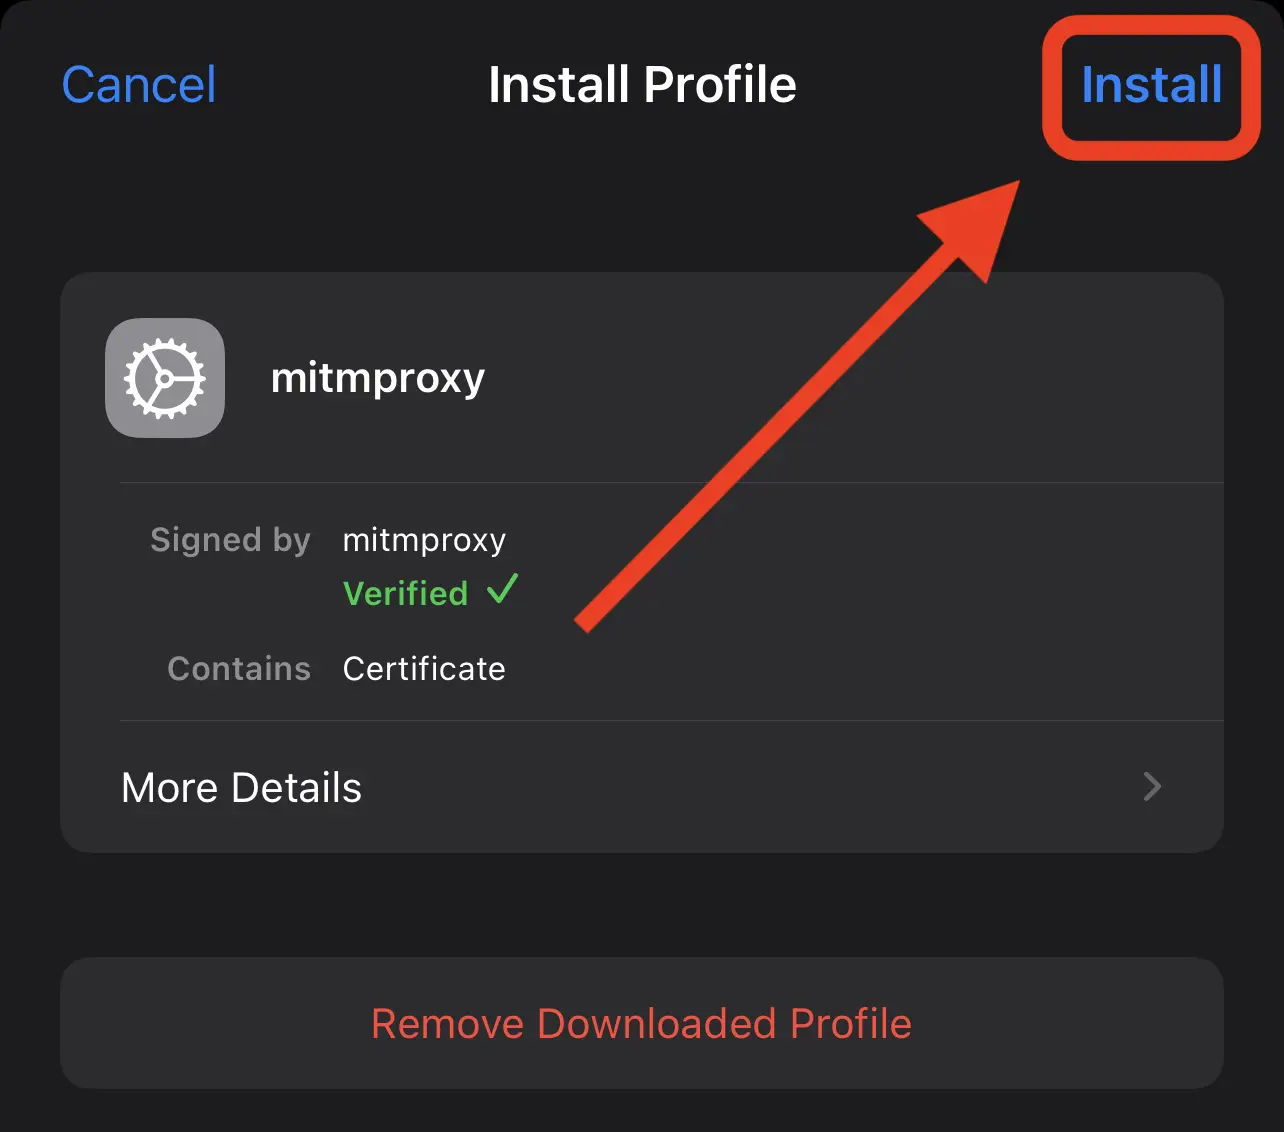 Cancel
Install Profile
Install
mitmproxy
Signed by mitmproxy
Verified ✓
Contains Certificate
More Details
Remove Downloaded Profile